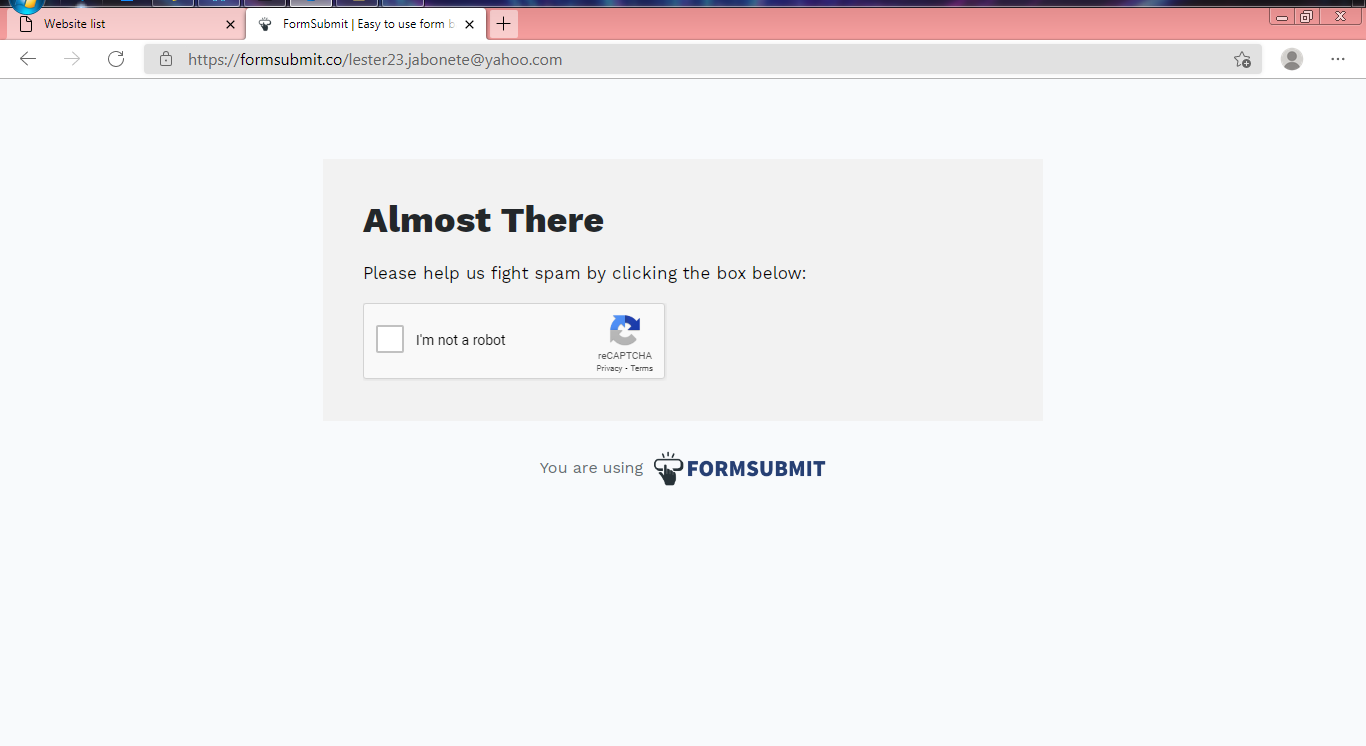 Website list
FormSubmit | Easy to use form b
https://formsubmit.co/lester23.jabonete@yahoo.com
Almost There
Please help us fight spam by clicking the box below:
I'm not a robot
reCAPTCHA
Privacy - Terms
You are using FORMSUBMIT